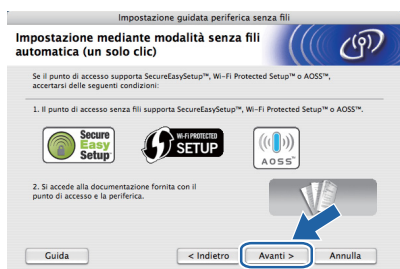 Impostazione guidata periferica senza fili
Impostazione mediante modalità senza fili
automatica (un solo clic)
Se il punto di accesso supporta SecureEasySetup™, Wi-Fi Protected Setup™ o AOSS™,
accertarsi delle seguenti condizioni:
1. Il punto di accesso senza fili supporta SecureEasySetup™, Wi-Fi Protected Setup™ o AOSS™.
Secure
Easy
Setup
WI-FI PROTECTED
SETUP
AOSS™
2. Si accede alla documentazione fornita con il
punto di accesso e la periferica.
Guida
< Indietro
Avanti >
Annulla